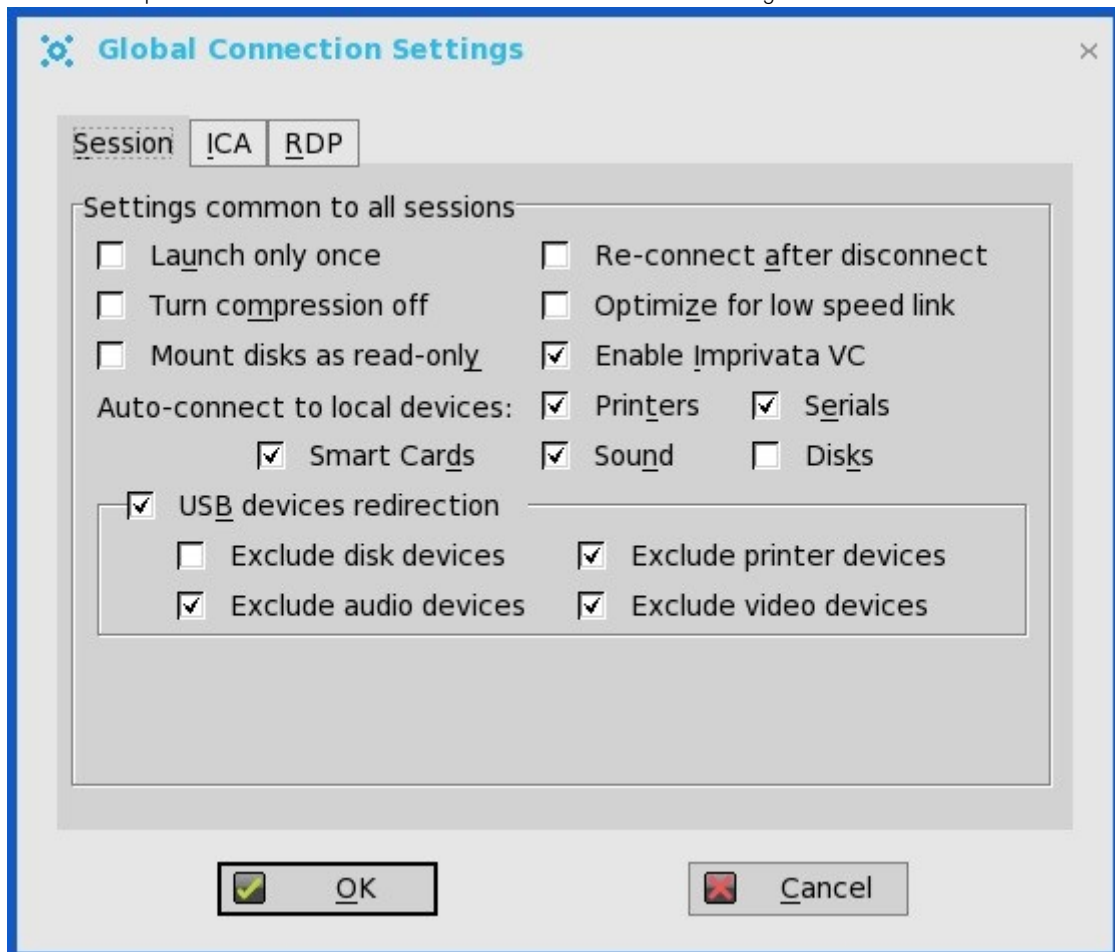 Global Connection Settings
Session ICA RDP
Settings common to all sessions
Launch only once Re-connect after disconnect
Turn compression off Optimize for low speed link
Mount disks as read-only Enable Imprivata VC
Auto-connect to local devices: Printers Serials
Smart Cards Sound Disks
USB devices redirection
Exclude disk devices Exclude printer devices
Exclude audio devices Exclude video devices
OK Cancel